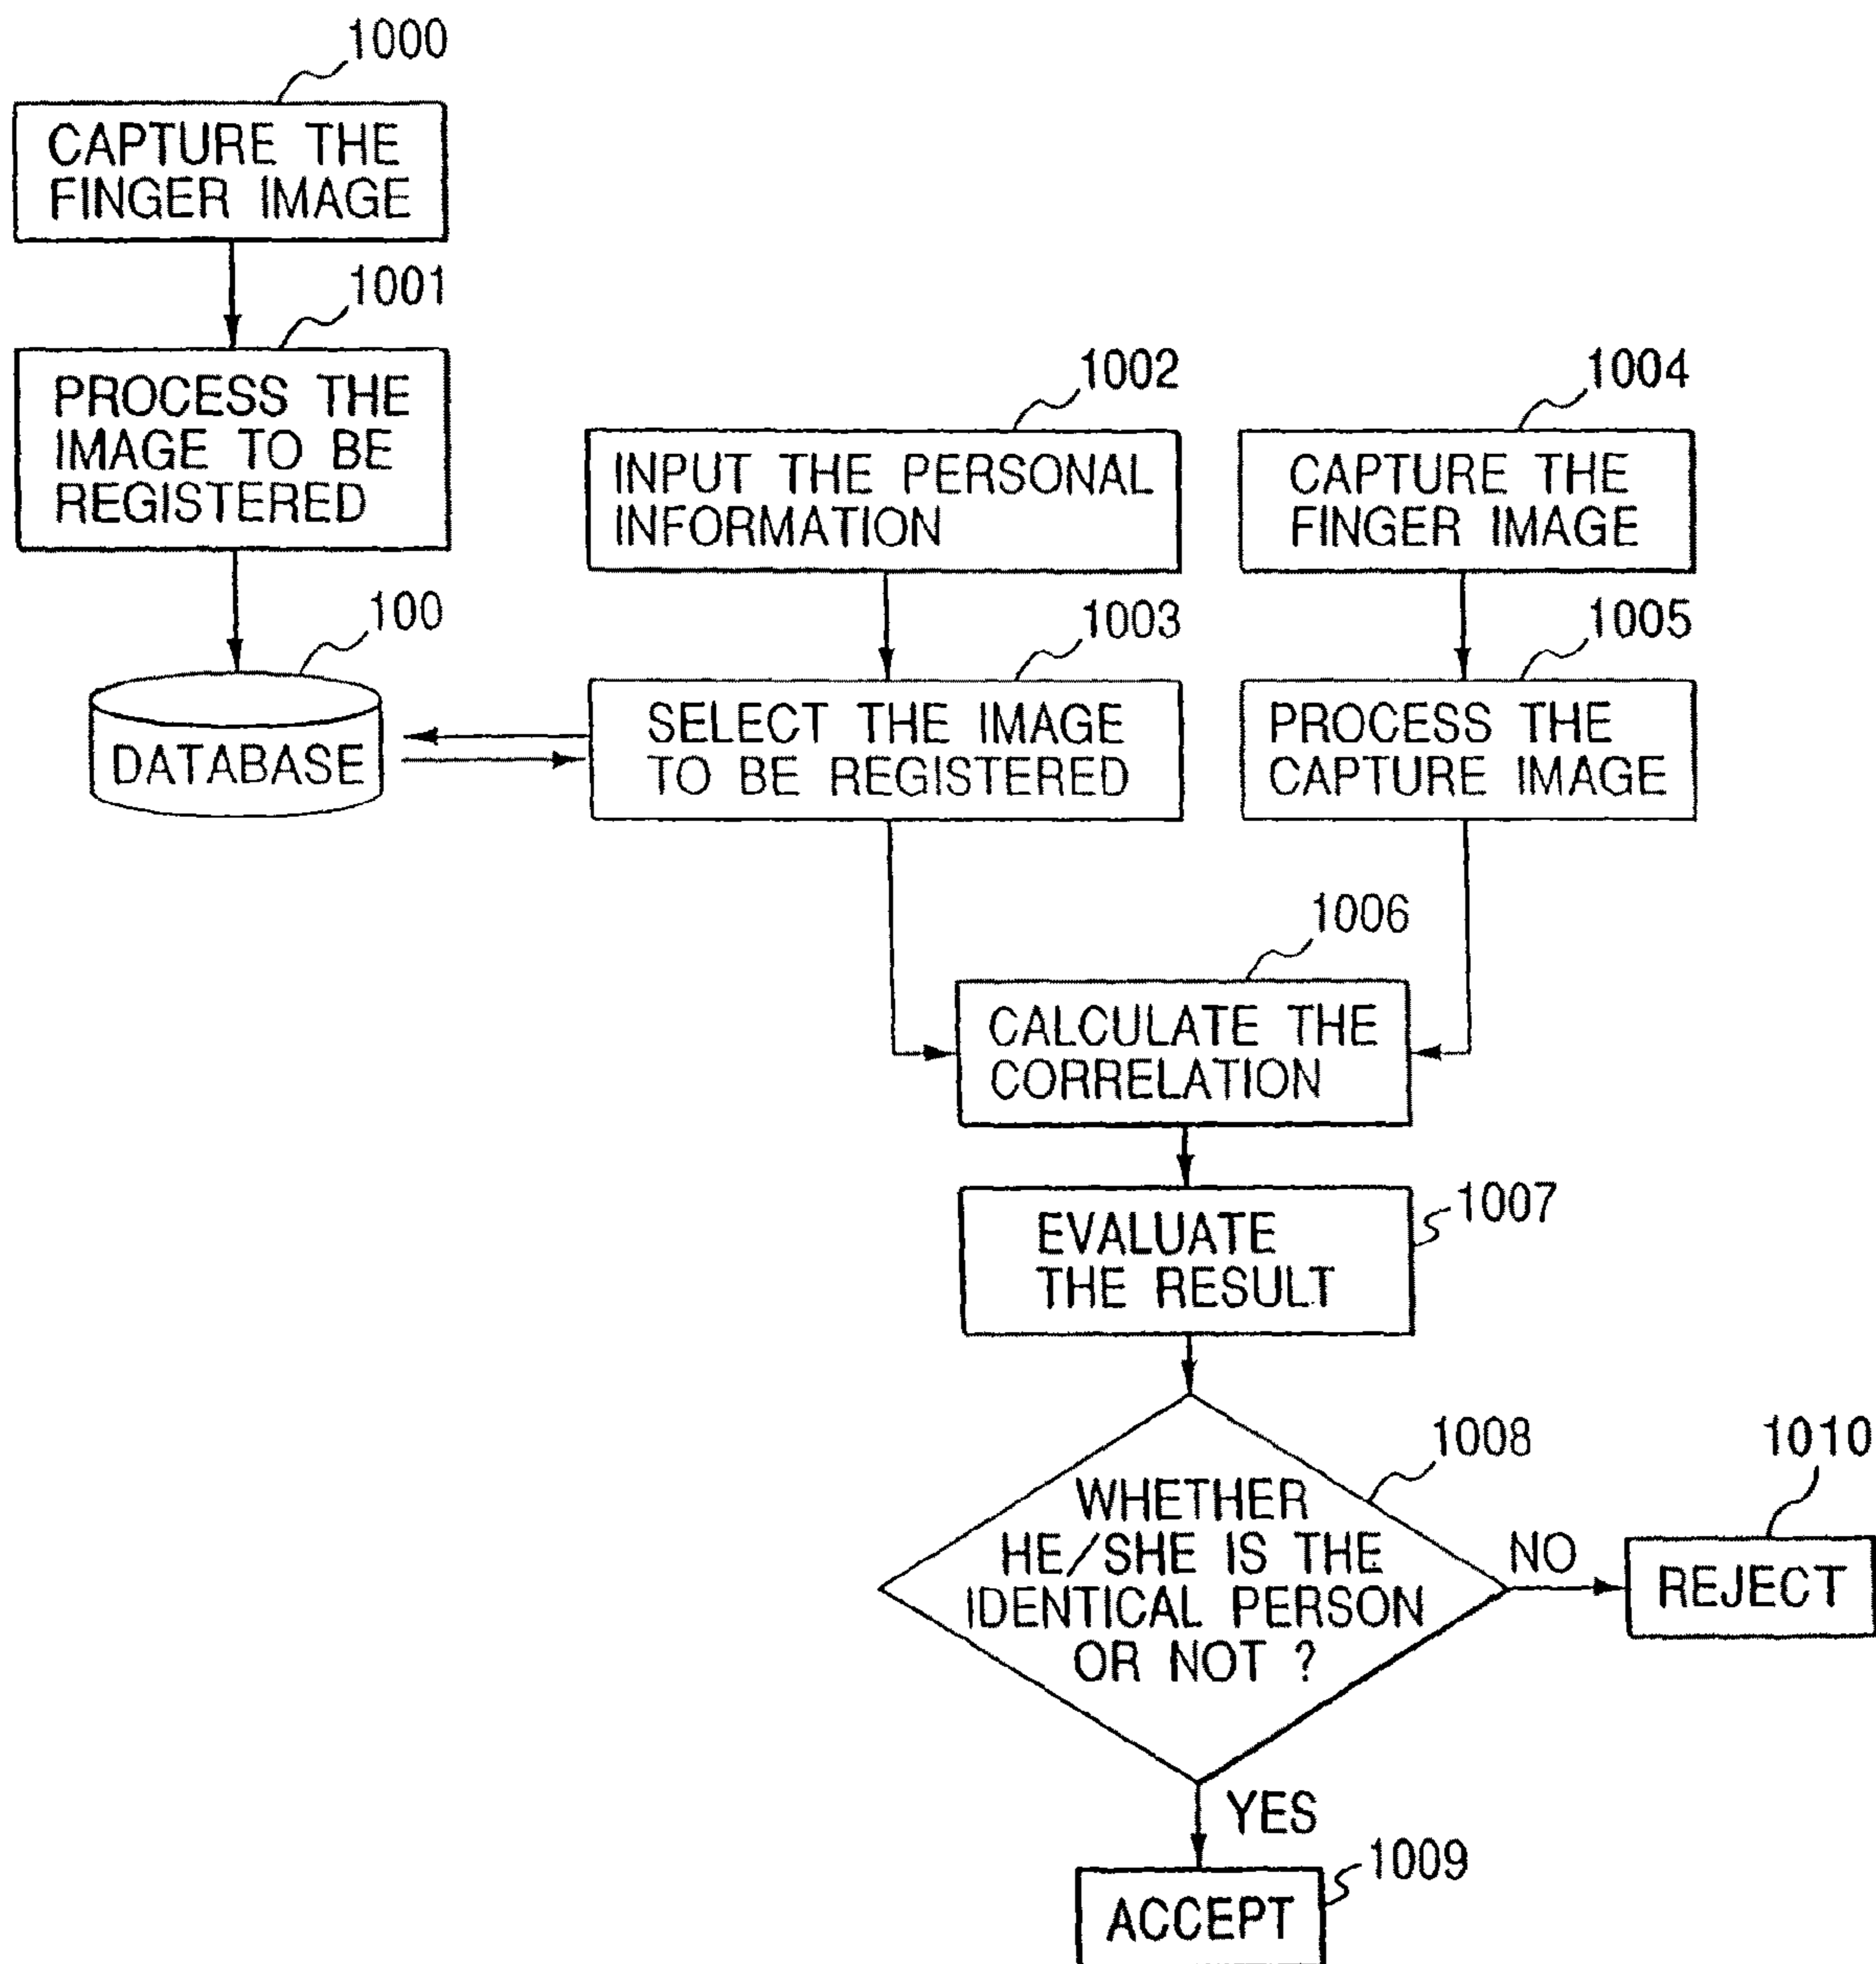 1000
CAPTURE THE
FINGER IMAGE
1001
PROCESS THE
IMAGE TO BE
REGISTERED
100
DATABASE
1002
INPUT THE PERSONAL
INFORMATION
1003
SELECT THE IMAGE
TO BE REGISTERED
1004
CAPTURE THE
FINGER IMAGE
1005
PROCESS THE
CAPTURE IMAGE
1006
CALCULATE THE
CORRELATION
1007
EVALUATE
THE RESULT
1008
WHETHER
HE/SHE IS THE
IDENTICAL PERSON
OR NOT ?
NO
1010
REJECT
YES
1009
ACCEPT